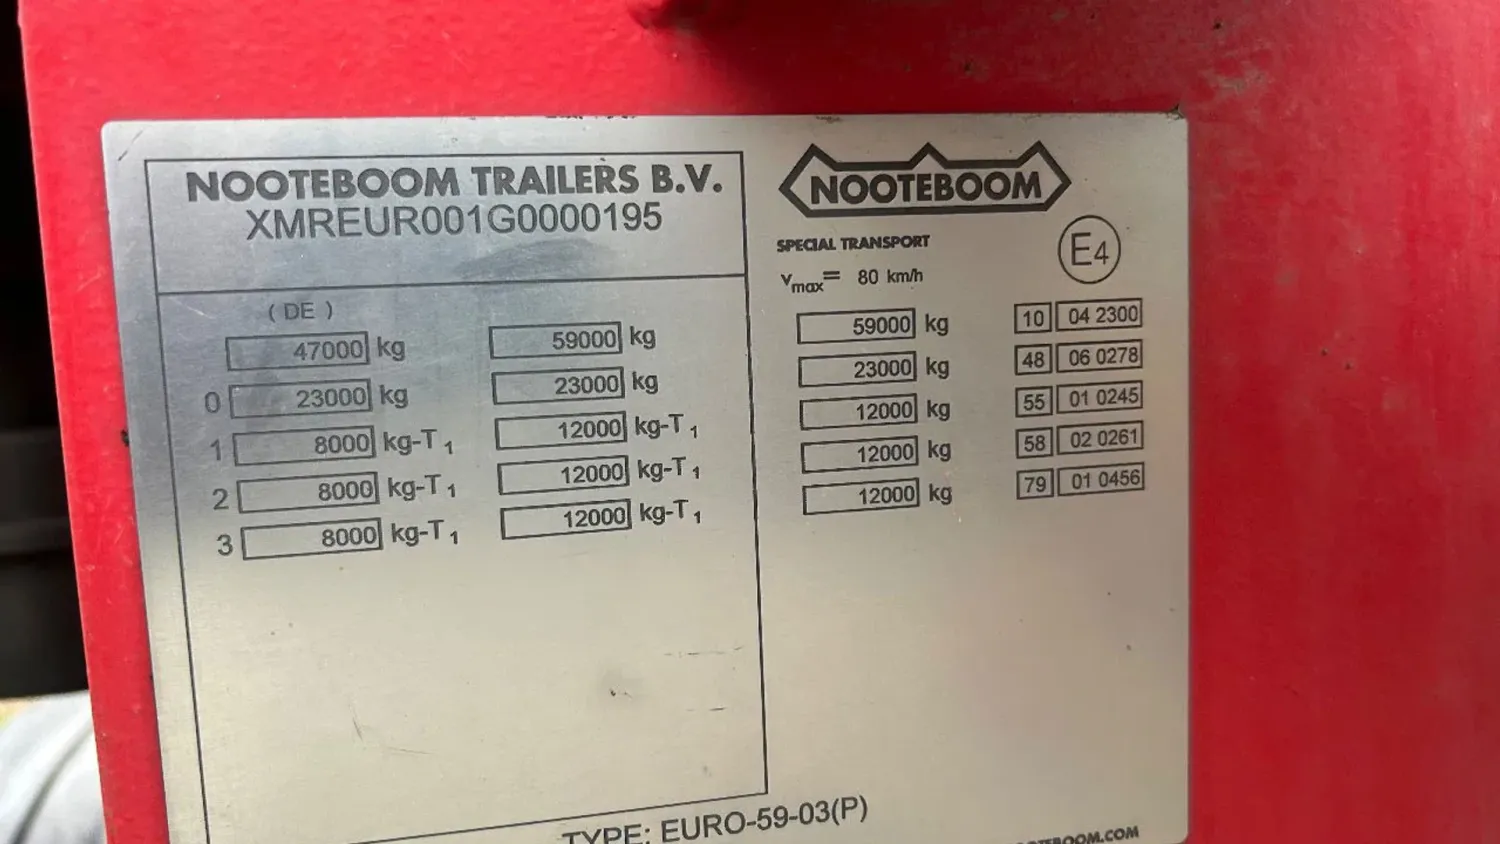 NOOTEBOOM TRAILERS B.V.
XMREUR001G0000195
( DE )
47000 kg 59000 kg
0 23000 kg 23000 kg
1 8000 kg-T1 12000 kg-T1
2 8000 kg-T1 12000 kg-T1
3 8000 kg-T1 12000 kg-T1
NOOTEBOOM
SPECIAL TRANSPORT
E4
Vmax= 80 km/h
59000 kg 10 04 2300
23000 kg 48 06 0278
12000 kg 55 01 0245
12000 kg 58 02 0261
12000 kg 79 01 0456
TYPE: EURO-59-03(P)